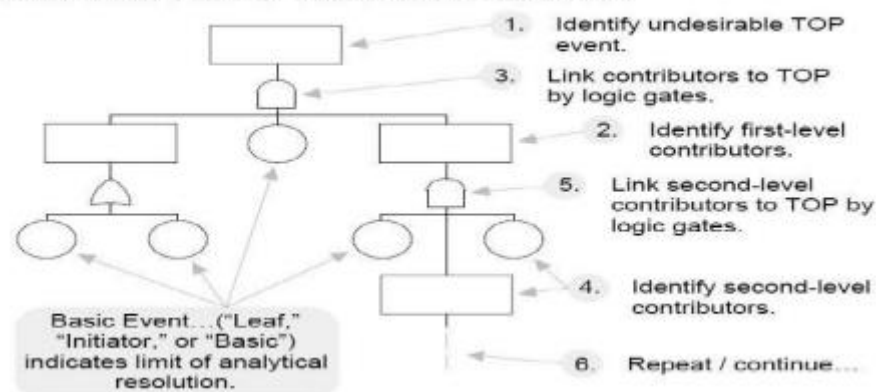 1. Identify undesirable TOP
event.
3. Link contributors to TOP
by logic gates.
2. Identify first-level
contributors.
5. Link second-level
contributors to TOP by
logic gates.
4. Identify second-level
contributors.
Basic Event...("Leaf,"
"Initiator," or "Basic")
indicates limit of analytical
resolution.
6. Repeat / continue...